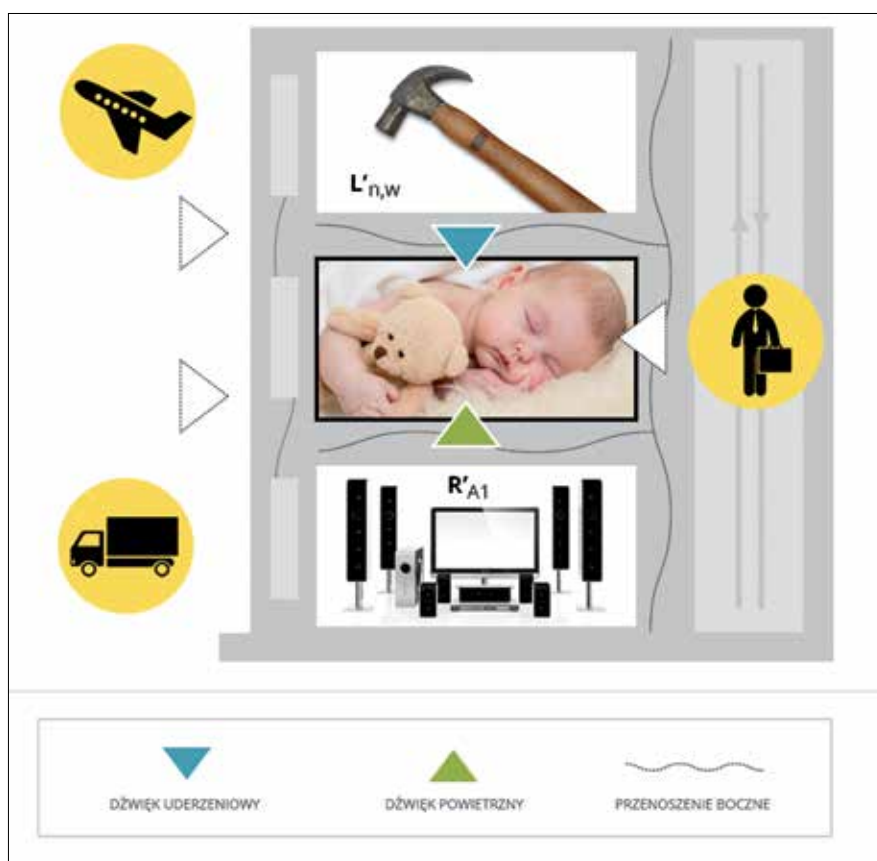 L'n,w
R'A1
DŹWIĘK UDERZENIOWY
DŹWIĘK POWIETRZNY
PRZENOSZENIE BOCZNE